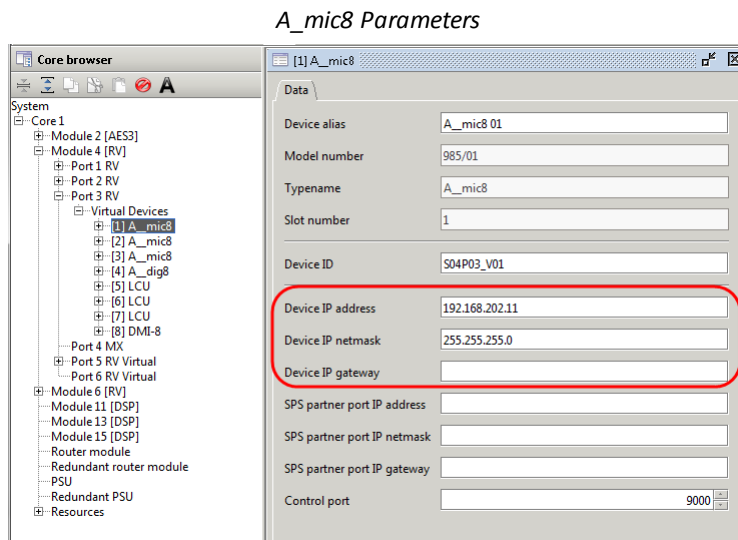 A_mic8 Parameters
Core browser
A
System
Core 1
Module 2 [AES3]
Module 4 [RV]
Port 1 RV
Port 2 RV
Port 3 RV
Virtual Devices
[1] A__mic8
[2] A__mic8
[3] A__mic8
[4] A__dig8
[5] LCU
[6] LCU
[7] LCU
[8] DMI-8
Port 4 MX
Port 5 RV Virtual
Port 6 RV Virtual
Module 6 [RV]
Module 11 [DSP]
Module 13 [DSP]
Module 15 [DSP]
Router module
Redundant router module
PSU
Redundant PSU
Resources
[1] A__mic8
Data
Device alias A__mic8 01
Model number 985/01
Typename A__mic8
Slot number 1
Device ID S04P03_V01
Device IP address 192.168.202.11
Device IP netmask 255.255.255.0
Device IP gateway
SPS partner port IP address
SPS partner port IP netmask
SPS partner port IP gateway
Control port 9000